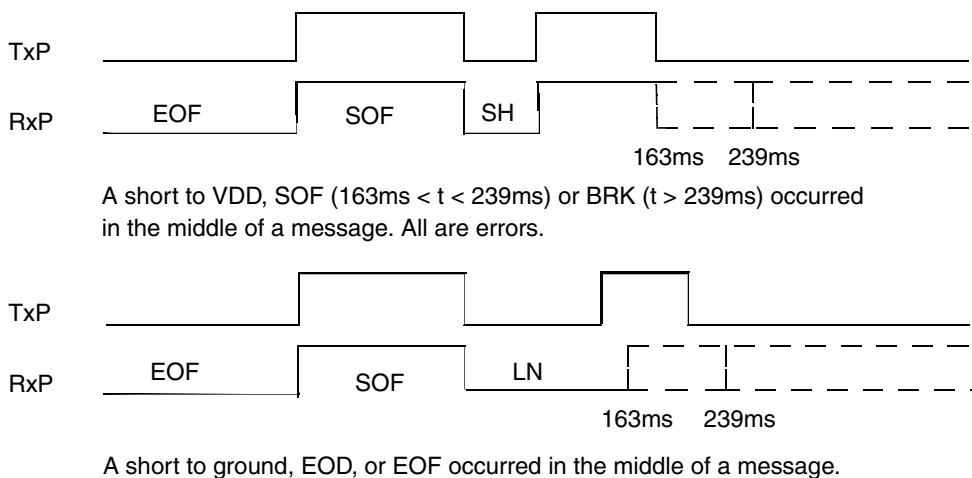 TxP
RxP
EOF SOF SH
163ms 239ms
A short to VDD, SOF (163ms < t < 239ms) or BRK (t > 239ms) occurred
in the middle of a message. All are errors.
TxP
RxP
EOF SOF LN
163ms 239ms
A short to ground, EOD, or EOF occurred in the middle of a message.